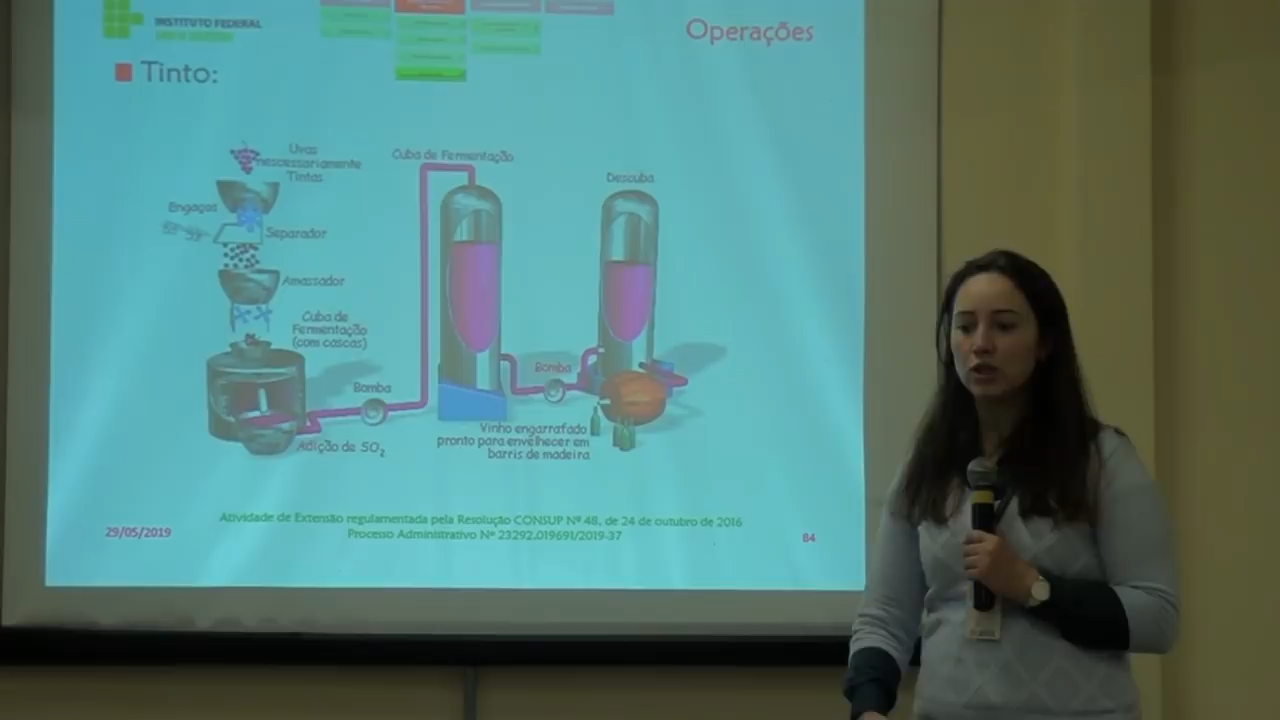 INSTITUTO FEDERAL
Operações
Tinto:
Uvas
nescessariamente
Tintas
Engaços
Separador
Amassador
Cuba de
Fermentação
(com cascas)
Adição de SO2
Bomba
Cuba de Fermentação
Bomba
Descuba
Vinho engarrafado
pronto para envelhecer em
barris de madeira
29/05/2019
Atividade de Extensão regulamentada pela Resolução CONSUP Nº 48, de 24 de outubro de 2016
Processo Administrativo Nº 23292.019691/2019-37
84